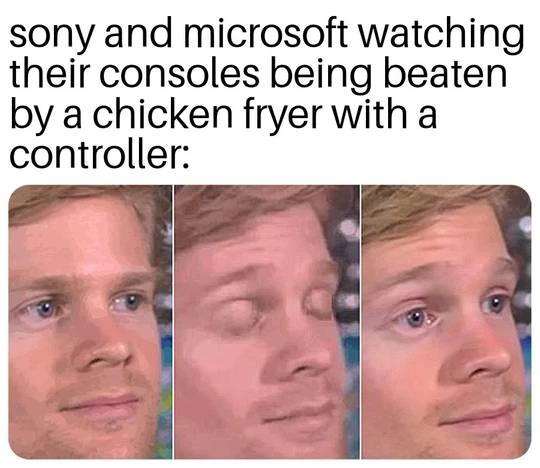 sony and microsoft watching
their consoles being beaten
by a chicken fryer with a
controller: